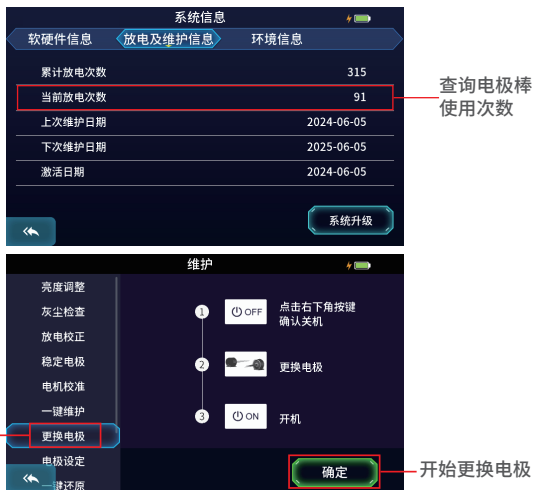 系统信息
软硬件信息 放电及维护信息 环境信息
累计放电次数 315
当前放电次数 91
上次维护日期 2024-06-05
下次维护日期 2025-06-05
激活日期 2024-06-05
系统升级
查询电极棒
使用次数
维护
亮度调整
灰尘检查
放电校正
稳定电极
电机校准
一键维护
更换电极
电极设定
一键还原
1 OFF 点击右下角按键
确认关机
2 更换电极
3 ON 开机
确定
开始更换电极